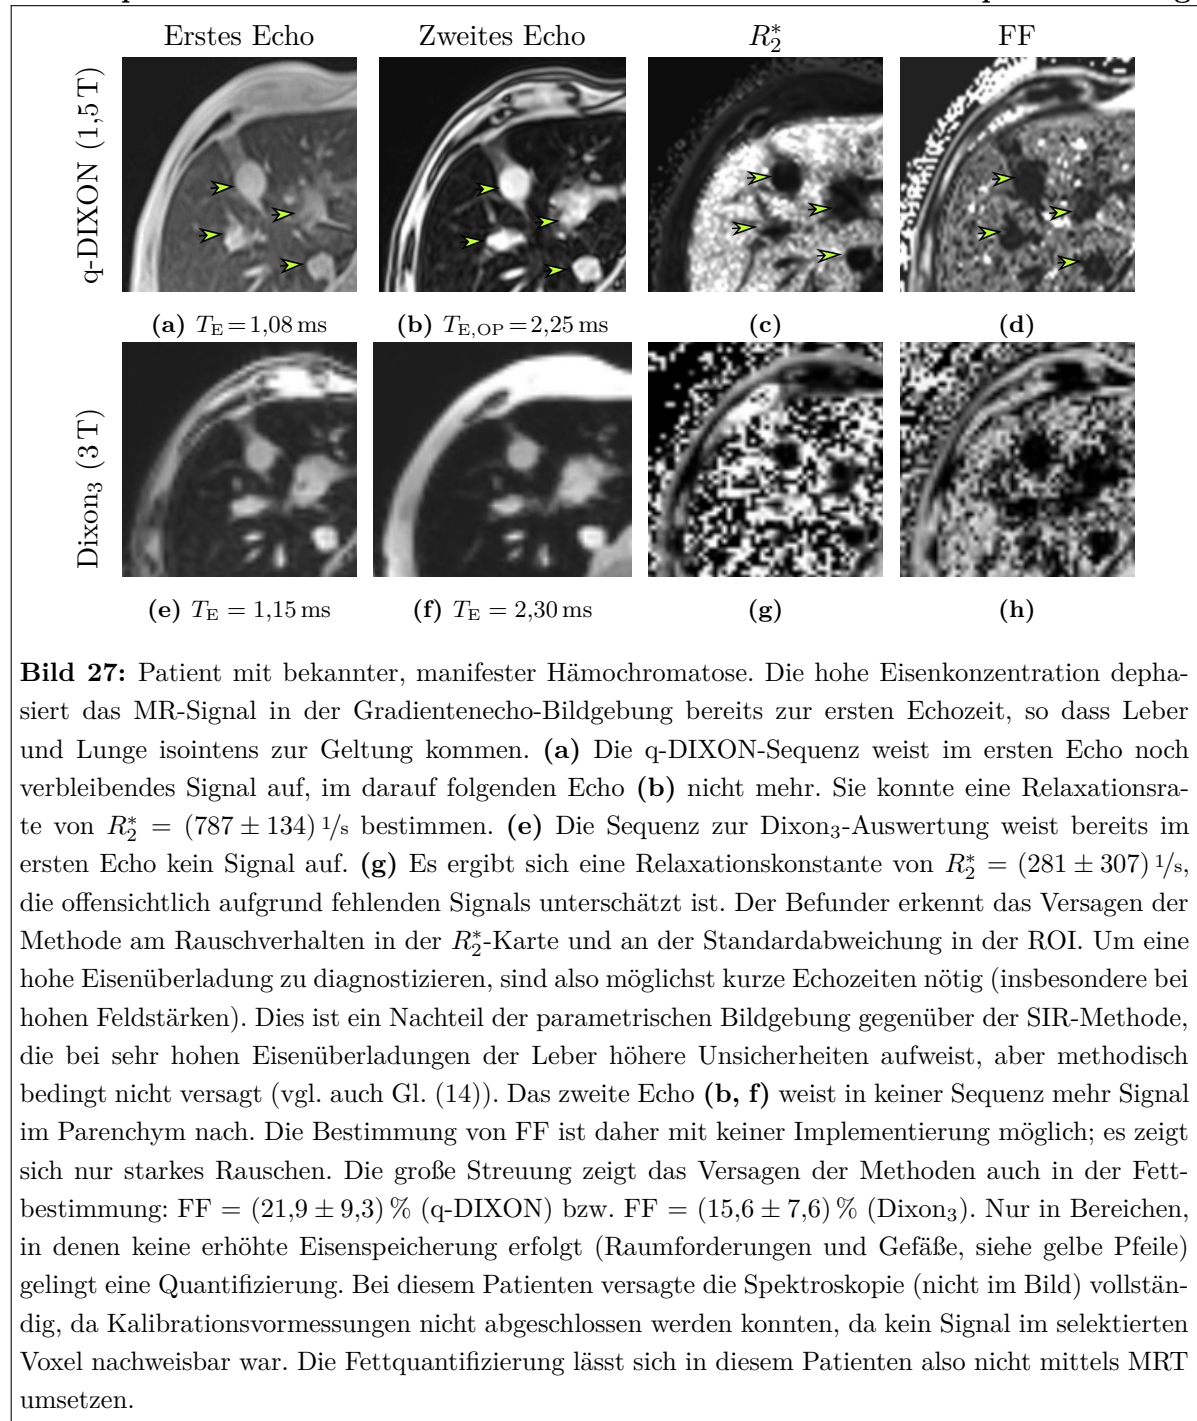 Erstes Echo Zweites Echo R₂* FF
q-DIXON (1,5 T)
(a) T_E = 1,08 ms (b) T_E,OP = 2,25 ms (c) (d)
Dixon₃ (3 T)
(e) T_E = 1,15 ms (f) T_E = 2,30 ms (g) (h)
Bild 27: Patient mit bekannter, manifester Hämochromatose. Die hohe Eisenkonzentration depha-
siert das MR-Signal in der Gradientenecho-Bildgebung bereits zur ersten Echozeit, so dass Leber
und Lunge isointens zur Geltung kommen. (a) Die q-DIXON-Sequenz weist im ersten Echo noch
verbleibendes Signal auf, im darauf folgenden Echo (b) nicht mehr. Sie konnte eine Relaxationsra-
te von R₂* = (787 ± 134) 1/s bestimmen. (e) Die Sequenz zur Dixon₃-Auswertung weist bereits im
ersten Echo kein Signal auf. (g) Es ergibt sich eine Relaxationskonstante von R₂* = (281 ± 307) 1/s,
die offensichtlich aufgrund fehlenden Signals unterschätzt ist. Der Befunder erkennt das Versagen der
Methode am Rauschverhalten in der R₂*-Karte und an der Standardabweichung in der ROI. Um eine
hohe Eisenüberladung zu diagnostizieren, sind also möglichst kurze Echozeiten nötig (insbesondere bei
hohen Feldstärken). Dies ist ein Nachteil der parametrischen Bildgebung gegenüber der SIR-Methode,
die bei sehr hohen Eisenüberladungen der Leber höhere Unsicherheiten aufweist, aber methodisch
bedingt nicht versagt (vgl. auch Gl. (14)). Das zweite Echo (b, f) weist in keiner Sequenz mehr Signal
im Parenchym nach. Die Bestimmung von FF ist daher mit keiner Implementierung möglich; es zeigt
sich nur starkes Rauschen. Die große Streuung zeigt das Versagen der Methoden auch in der Fett-
bestimmung: FF = (21,9 ± 9,3) % (q-DIXON) bzw. FF = (15,6 ± 7,6) % (Dixon₃). Nur in Bereichen,
in denen keine erhöhte Eisenspeicherung erfolgt (Raumforderungen und Gefäße, siehe gelbe Pfeile)
gelingt eine Quantifizierung. Bei diesem Patienten versagte die Spektroskopie (nicht im Bild) vollstän-
dig, da Kalibrationsvormessungen nicht abgeschlossen werden konnten, da kein Signal im selektierten
Voxel nachweisbar war. Die Fettquantifizierung lässt sich in diesem Patienten also nicht mittels MRT
umsetzen.